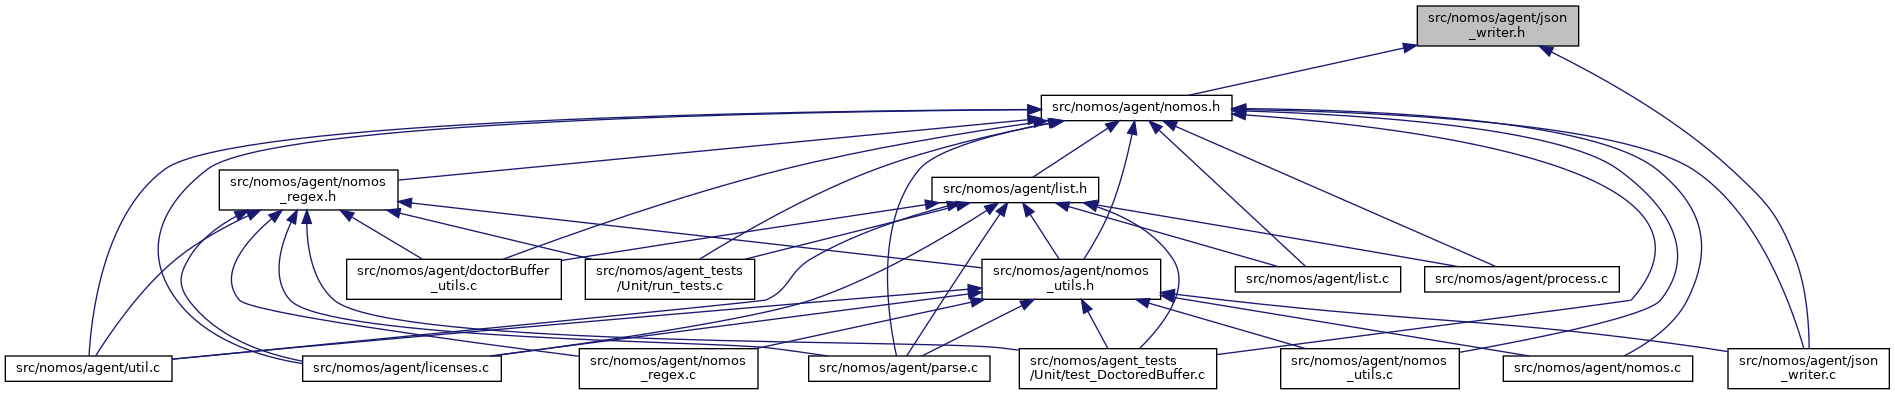 src/nomos/agent/json
_writer.h
src/nomos/agent/nomos.h
src/nomos/agent/nomos
_regex.h
src/nomos/agent/list.h
src/nomos/agent/doctorBuffer
_utils.c
src/nomos/agent_tests
/Unit/run_tests.c
src/nomos/agent/nomos
_utils.h
src/nomos/agent/list.c
src/nomos/agent/process.c
src/nomos/agent/util.c
src/nomos/agent/licenses.c
src/nomos/agent/nomos
_regex.c
src/nomos/agent/parse.c
src/nomos/agent_tests
/Unit/test_DoctoredBuffer.c
src/nomos/agent/nomos
_utils.c
src/nomos/agent/nomos.c
src/nomos/agent/json
_writer.c